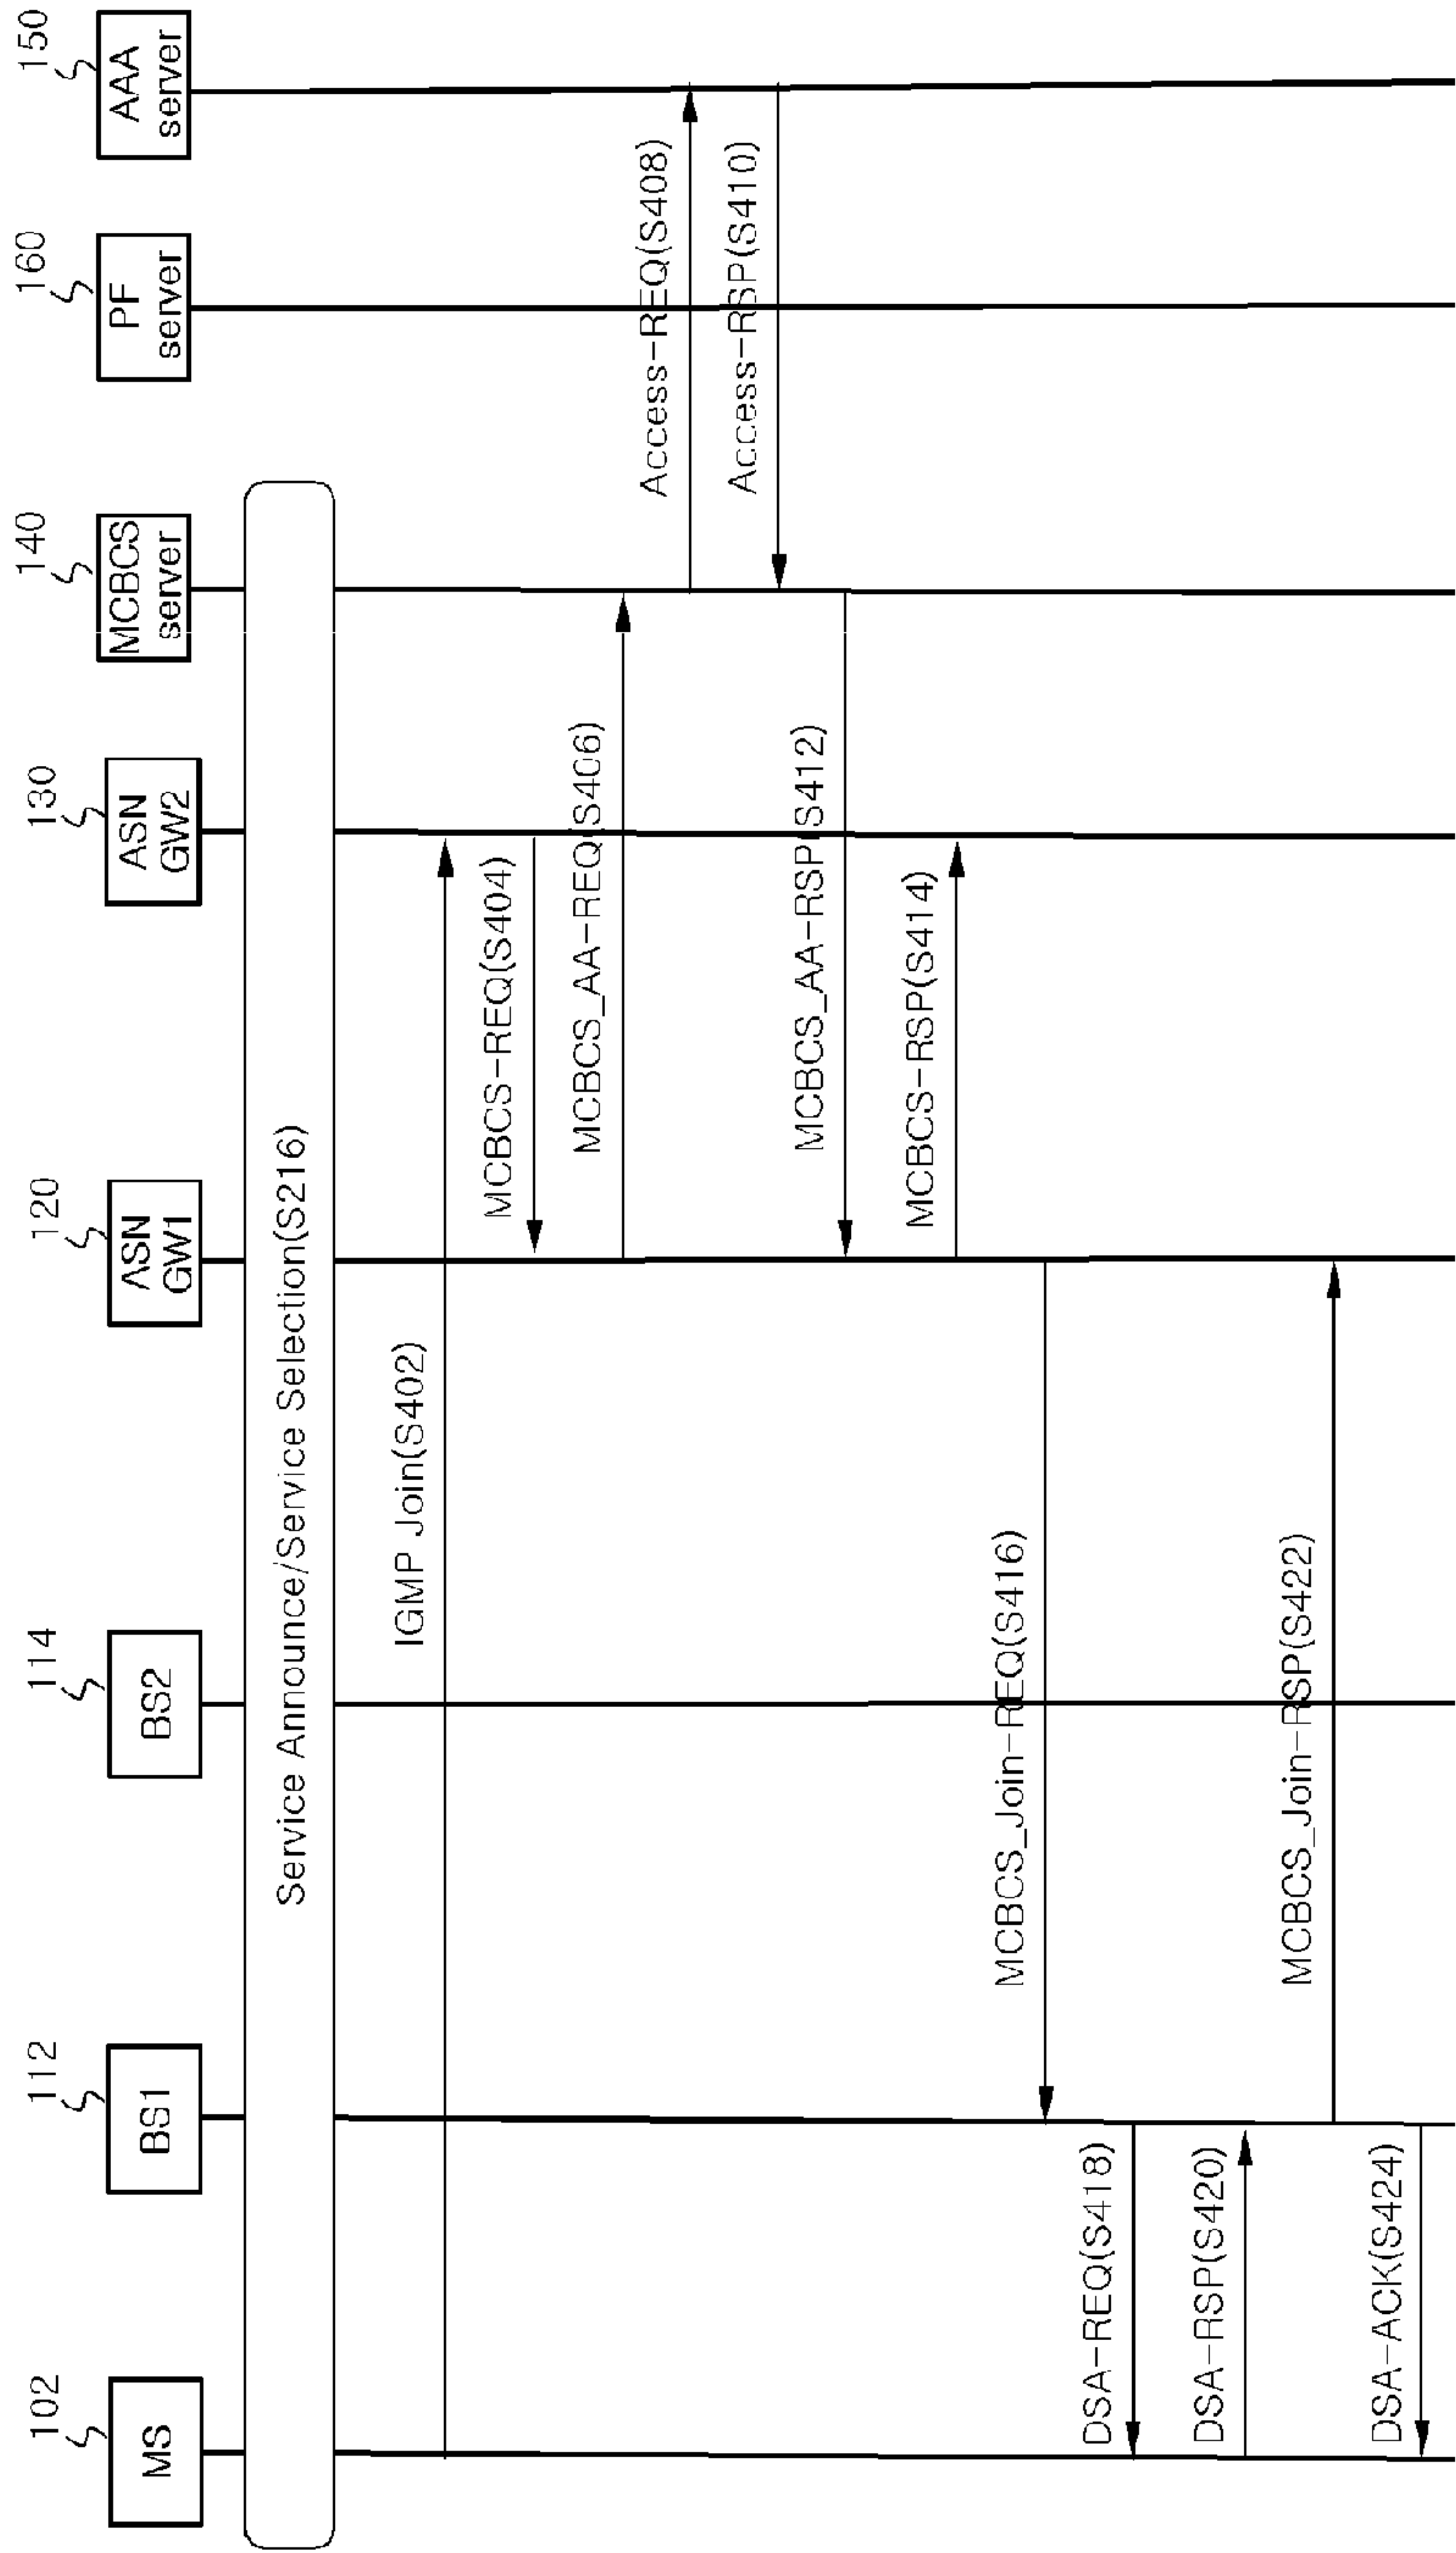 102
MS
112
BS1
114
BS2
120
ASN
GW1
130
ASN
GW2
140
MCBCS
server
160
PF
server
150
AAA
server
Service Announce/Service Selection(S216)
IGMP Join(S402)
MCBCS-REQ(S404)
MCBCS_AA-REQ(S406)
Access-REQ(S408)
Access-RSP(S410)
MCBCS_AA-RSP(S412)
MCBCS-RSP(S414)
MCBCS_Join-REQ(S416)
DSA-REQ(S418)
DSA-RSP(S420)
MCBCS_Join-RSP(S422)
DSA-ACK(S424)